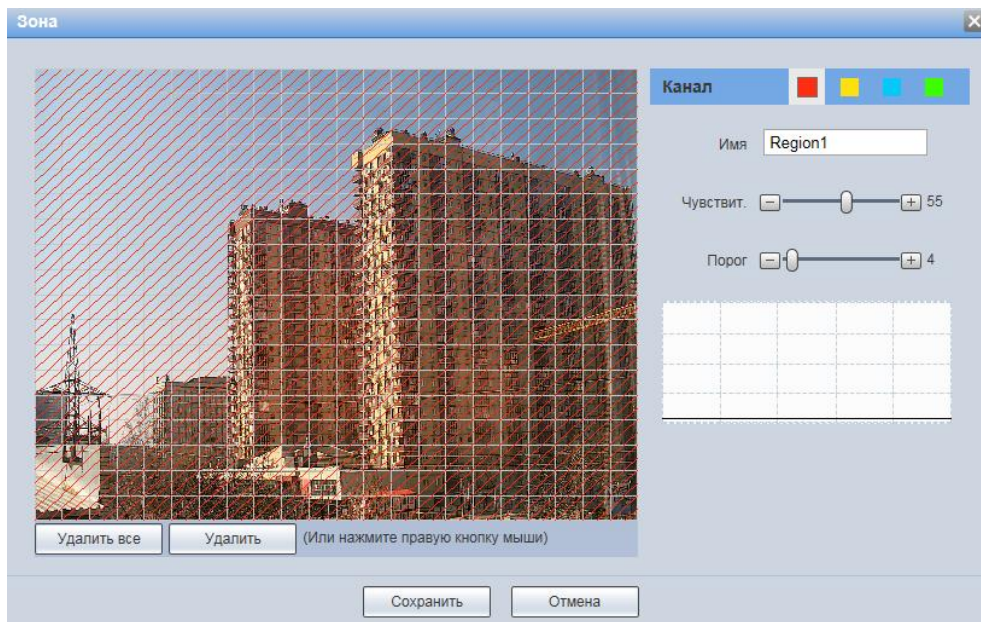 Зона
Канал
Имя Region1
Чувствит. 55
Порог 4
Удалить все Удалить (Или нажмите правую кнопку мыши)
Сохранить Отмена